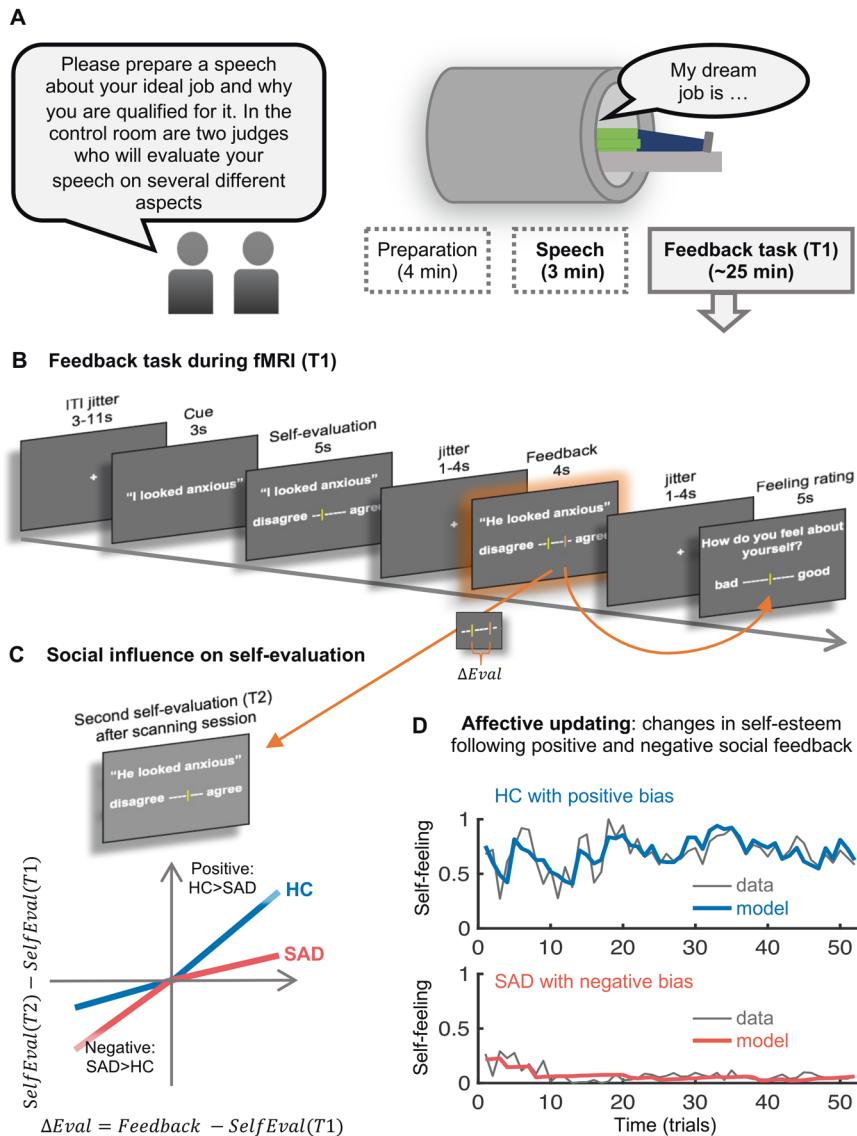 A
Please prepare a speech
about your ideal job and why
you are qualified for it. In the
control room are two judges
who will evaluate your
speech on several different
aspects
My dream
job is …
Preparation
(4 min)
Speech
(3 min)
Feedback task (T1)
(~25 min)
B Feedback task during fMRI (T1)
ITI jitter
3-11s
+
Cue
3s
"I looked anxious"
Self-evaluation
5s
"I looked anxious"
disagree ------- agree
jitter
1-4s
+
Feedback
4s
"He looked anxious"
disagree ------- agree
jitter
1-4s
+
Feeling rating
5s
How do you feel about
yourself?
bad ------------ good
ΔEval
C Social influence on self-evaluation
Second self-evaluation (T2)
after scanning session
"He looked anxious"
disagree ------- agree
SelfEval(T2) − SelfEval(T1)
Positive:
HC>SAD
HC
SAD
Negative:
SAD>HC
ΔEval = Feedback − SelfEval(T1)
D Affective updating: changes in self-esteem
following positive and negative social feedback
HC with positive bias
Self-feeling
1
0.5
0
data
model
0 10 20 30 40 50
SAD with negative bias
Self-feeling
1
0.5
0
data
model
0 10 20 30 40 50
Time (trials)